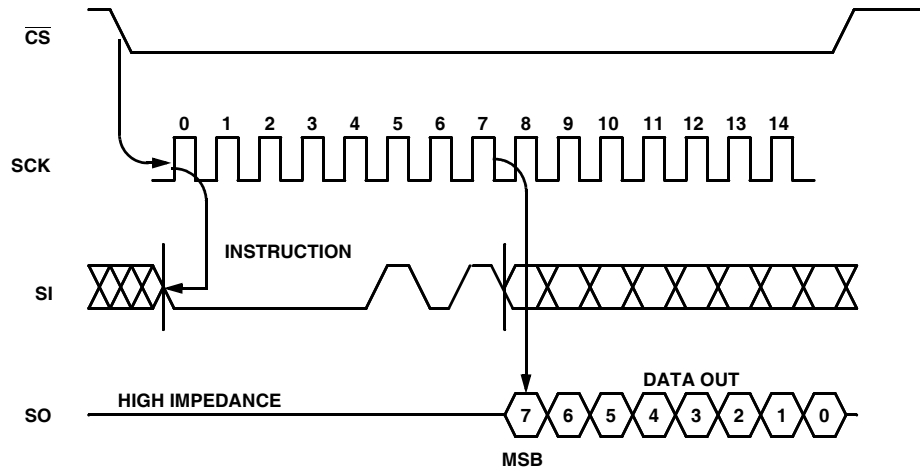 CS
0 1 2 3 4 5 6 7 8 9 10 11 12 13 14
SCK
INSTRUCTION
SI
HIGH IMPEDANCE
DATA OUT
SO
7 6 5 4 3 2 1 0
MSB